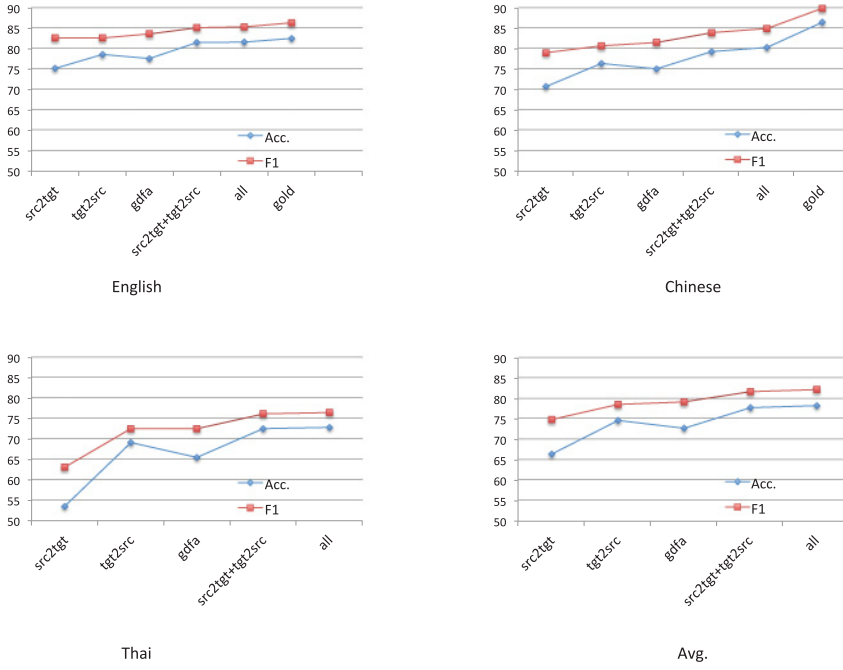 90
85
80
75
70
65
60
55
50
Acc.
F1
src2tgt
tgt2src
gdfa
src2tgt+tgt2src
all
gold
English
90
85
80
75
70
65
60
55
50
Acc.
F1
src2tgt
tgt2src
gdfa
src2tgt+tgt2src
all
gold
Chinese
90
85
80
75
70
65
60
55
50
Acc.
F1
src2tgt
tgt2src
gdfa
src2tgt+tgt2src
all
Thai
90
85
80
75
70
65
60
55
50
Acc.
F1
src2tgt
tgt2src
gdfa
src2tgt+tgt2src
all
Avg.